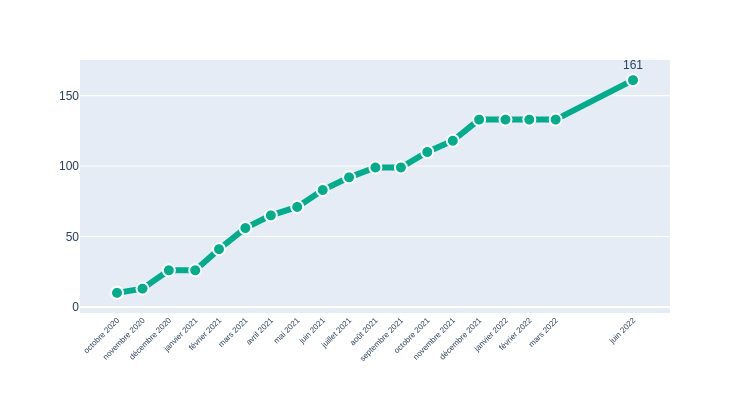 161
150
100
50
0
octobre 2020
novembre 2020
décembre 2020
janvier 2021
février 2021
mars 2021
avril 2021
mai 2021
juin 2021
juillet 2021
août 2021
septembre 2021
octobre 2021
novembre 2021
décembre 2021
janvier 2022
février 2022
mars 2022
juin 2022